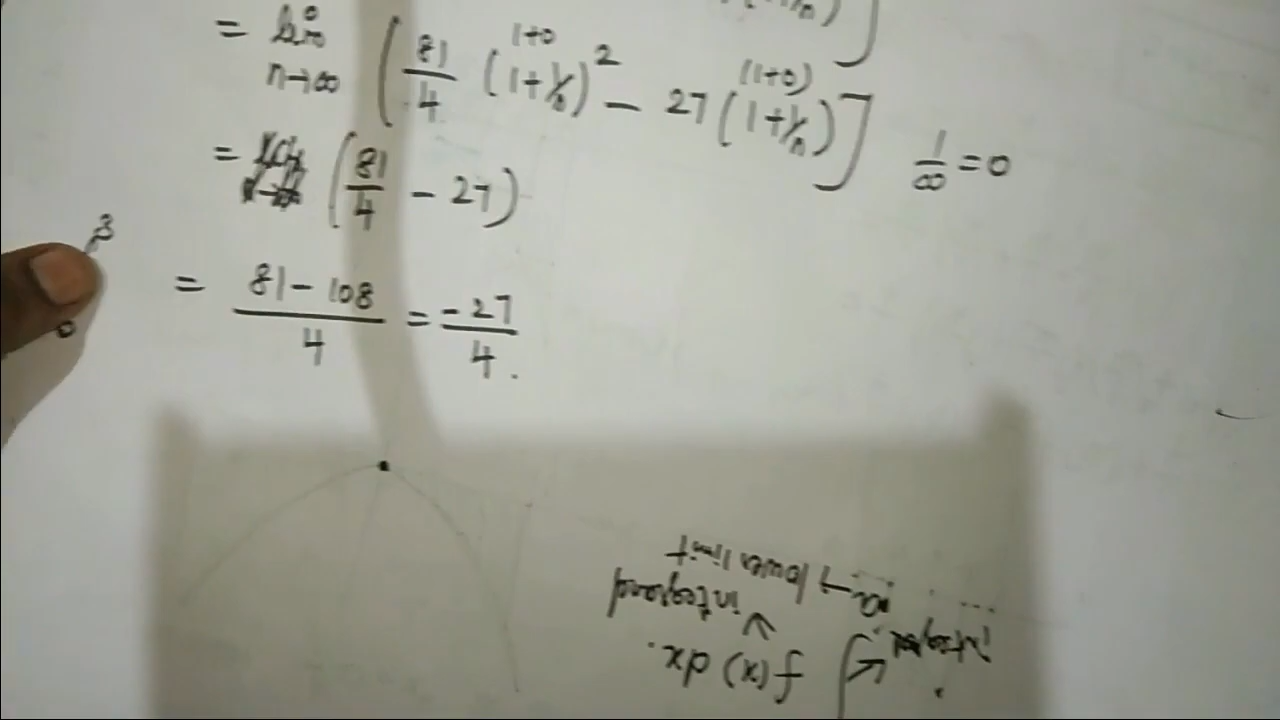 /n)]
= lim n→∞ [81/4 (1+1/n)² − 27 (1+1/n)]
1+0 (1+0)
1/∞ = 0
= (81/4 − 27)
3
= 81−108/4 = −27/4.
0
∫ f(x) dx.
integrand
a → lower limit